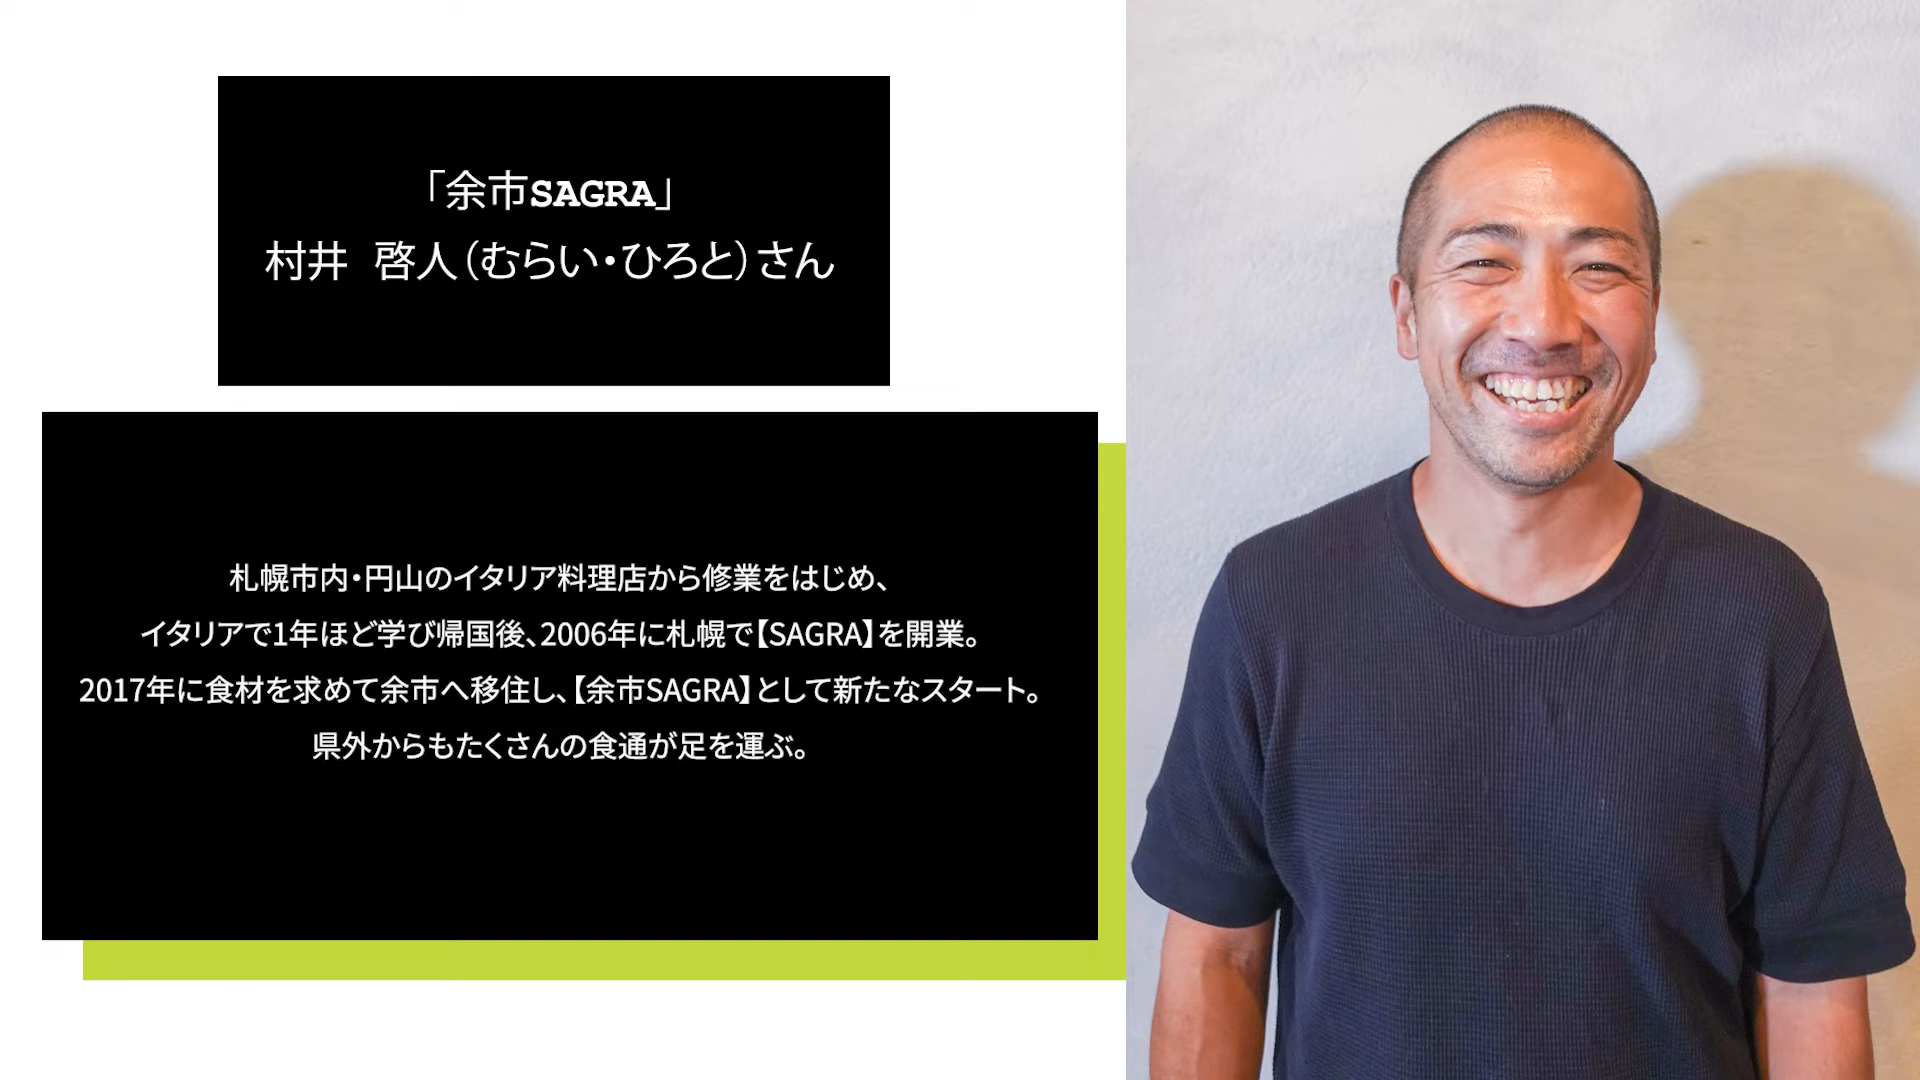 「余市SAGRA」
村井 啓人(むらい・ひろと)さん
札幌市内・円山のイタリア料理店から修業をはじめ、
イタリアで1年ほど学び帰国後、2006年に札幌で【SAGRA】を開業。
2017年に食材を求めて余市へ移住し、【余市SAGRA】として新たなスタート。
県外からもたくさんの食通が足を運ぶ。